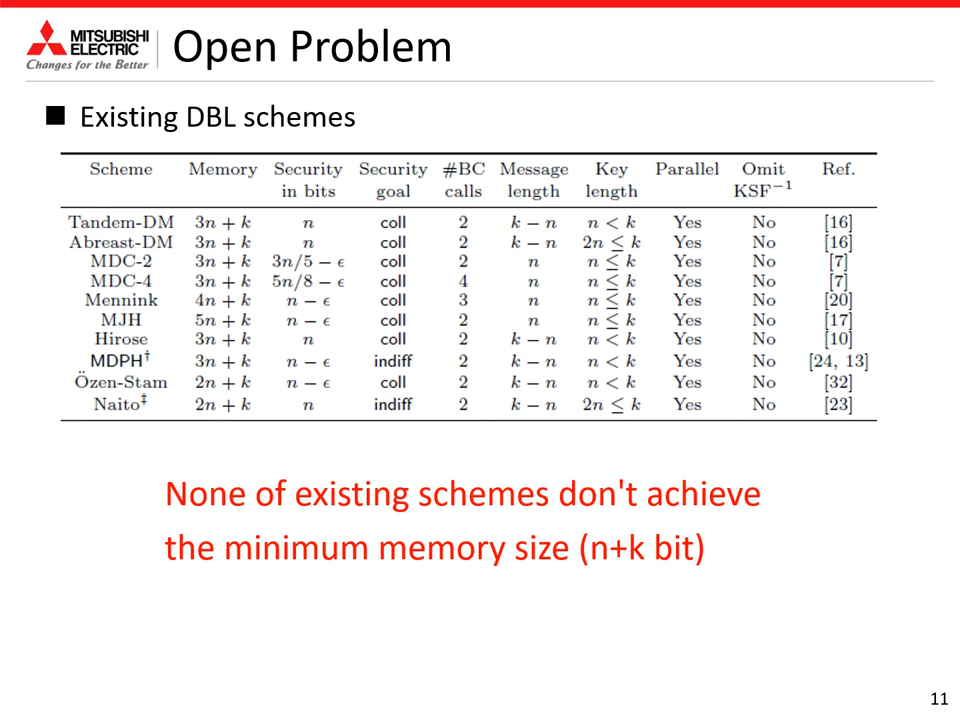 MITSUBISHI
ELECTRIC
Changes for the Better
Open Problem
■ Existing DBL schemes
Scheme Memory Security in bits Security goal #BC calls Message length Key length Parallel Omit KSF⁻¹ Ref.
Tandem-DM 3n + k n coll 2 k − n n < k Yes No [16]
Abreast-DM 3n + k n coll 2 k − n 2n ≤ k Yes No [16]
MDC-2 3n + k 3n/5 − ϵ coll 2 n n ≤ k Yes No [7]
MDC-4 3n + k 5n/8 − ϵ coll 4 n n ≤ k Yes No [7]
Mennink 4n + k n − ϵ coll 3 n n ≤ k Yes No [20]
MJH 5n + k n − ϵ coll 2 n n ≤ k Yes No [17]
Hirose 3n + k n coll 2 k − n n < k Yes No [10]
MDPH† 3n + k n − ϵ indiff 2 k − n n < k Yes No [24, 13]
Özen-Stam 2n + k n − ϵ coll 2 k − n n < k Yes No [32]
Naito‡ 2n + k n indiff 2 k − n 2n ≤ k Yes No [23]
None of existing schemes don't achieve
the minimum memory size (n+k bit)
11